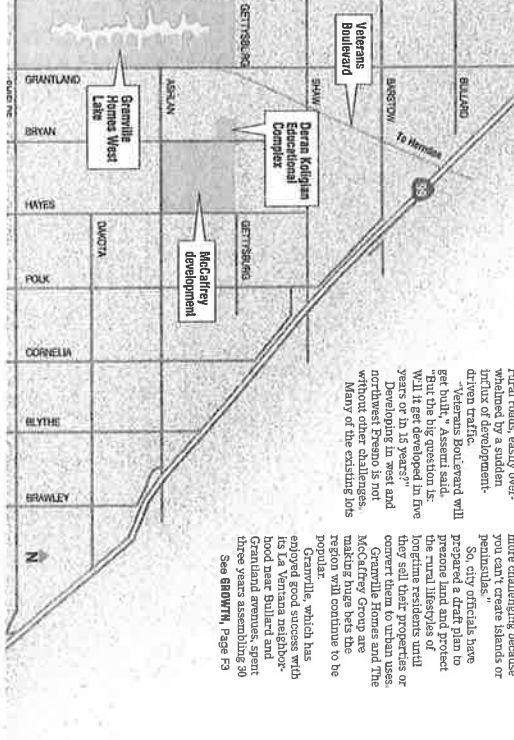 GETTYSBURG
Veterans
Boulevard
GRANTLAND
ASHLAN
SHAW
BARSTOW
BULLARD
Granville
Homes West
Lake
BRYAN
Deran Koligian
Educational
Complex
To Herndon
99
HAYES
DAKOTA
McCaffrey
development
GETTYSBURG
POLK
CORNELIA
BLYTHE
BRAWLEY
N
rural roads, easily over-
whelmed by a sudden
influx of development-
driven traffic.
"Veterans Boulevard will
get built," Assemi said.
"But the big question is:
Will it get developed in five
years or in 15 years?"
Developing in west and
northwest Fresno is not
without other challenges.
Many of the existing lots
more challenging because
you can't create islands or
peninsulas."
So, city officials have
prepared a draft plan to
prezone land and protect
the rural lifestyles of
longtime residents until
they sell their properties or
convert them to urban uses.
Granville Homes and The
McCaffrey Group are
making huge bets the
region will continue to be
popular.
Granville, which has
enjoyed good success with
its La Ventana neighbor-
hood near Bullard and
Grantland avenues, spent
three years assembling 30
See GROWTH, Page F3